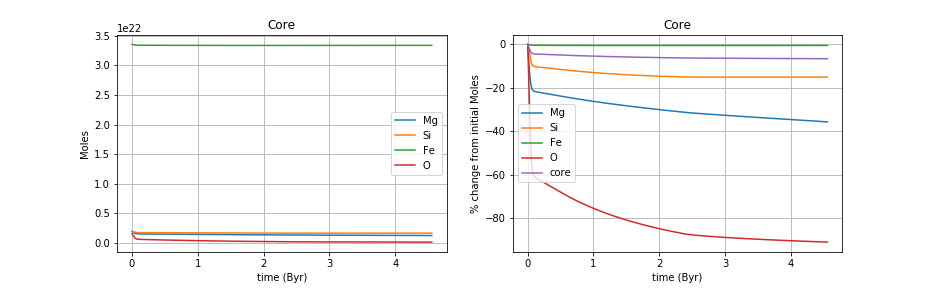 Core
1e22
3.5
3.0
2.5
2.0
1.5
1.0
0.5
0.0
Moles
0 1 2 3 4
time (Byr)
Mg
Si
Fe
O
Core
0
−20
−40
−60
−80
% change from initial Moles
0 1 2 3 4
time (Byr)
Mg
Si
Fe
O
core